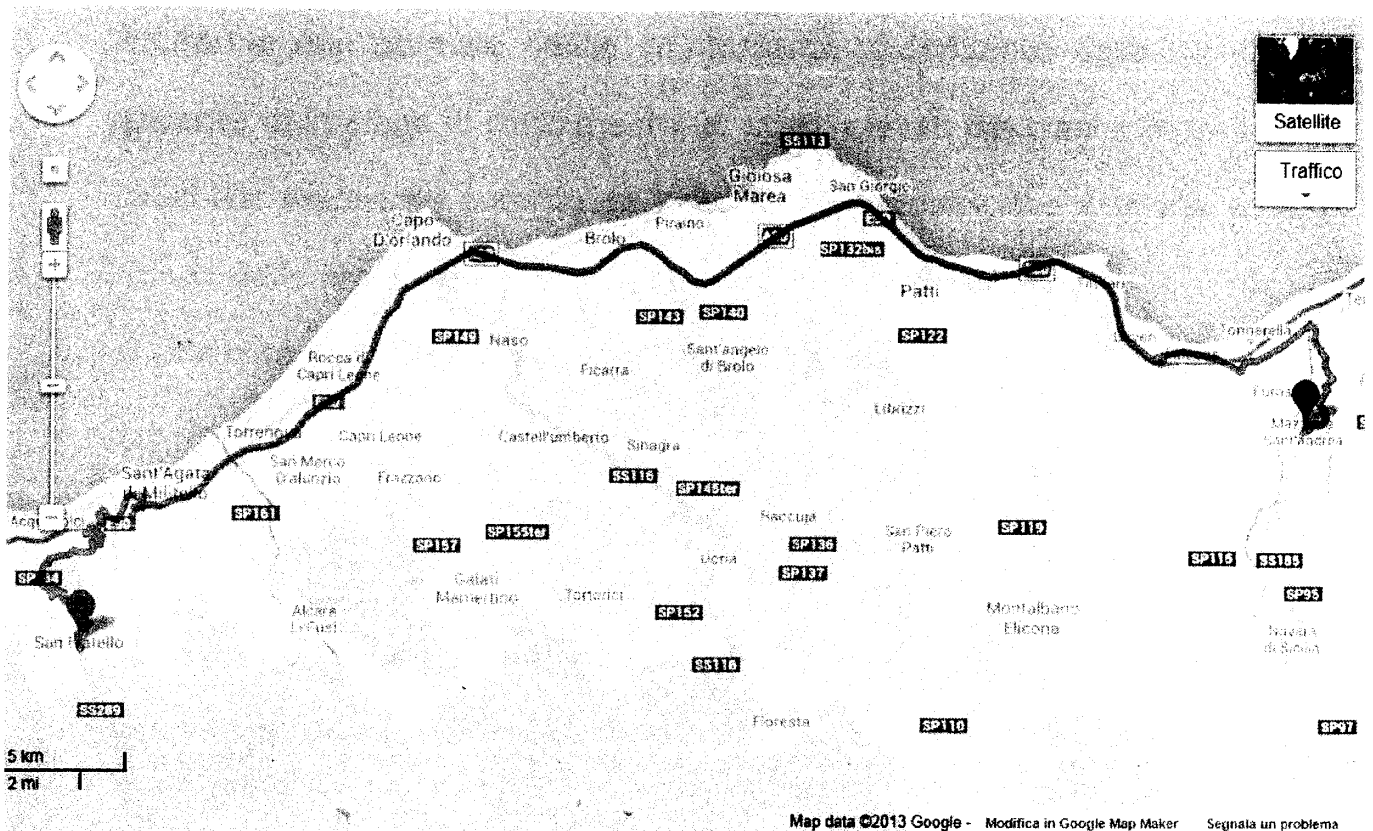 Satellite
Traffico
SS113
Gioiosa
Marea
San Giorgio
Capo
D'orlando
Brolo
Piraino
SP132bis
Patti
SP149
Naso
SP143
SP140
SP122
Tonnarella
Rocca di
Capri Leone
Ficarra
Sant'angelo
di Brolo
Librizzi
Torrenova
Capri Leone
Castell'umberto
Sinagra
San Marco
D'alunzio
Frazzano
Sant'Agata
SS116
SP161
SP157
Raccuja
SP136
SP137
San Piero
Patti
SP119
SP115
SS185
SP95
Ucria
Galati
Mamertino
Tortorici
SP152
Alcara
Li Fusi
Montalbano
Elicona
San Fratello
SS116
SS289
Floresta
SP110
SP97
5 km
2 mi
Map data ©2013 Google - Modifica in Google Map Maker Segnala un problema